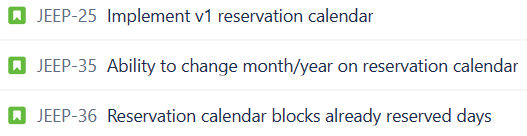 JEEP-25 Implement v1 reservation calendar
JEEP-35 Ability to change month/year on reservation calendar
JEEP-36 Reservation calendar blocks already reserved days